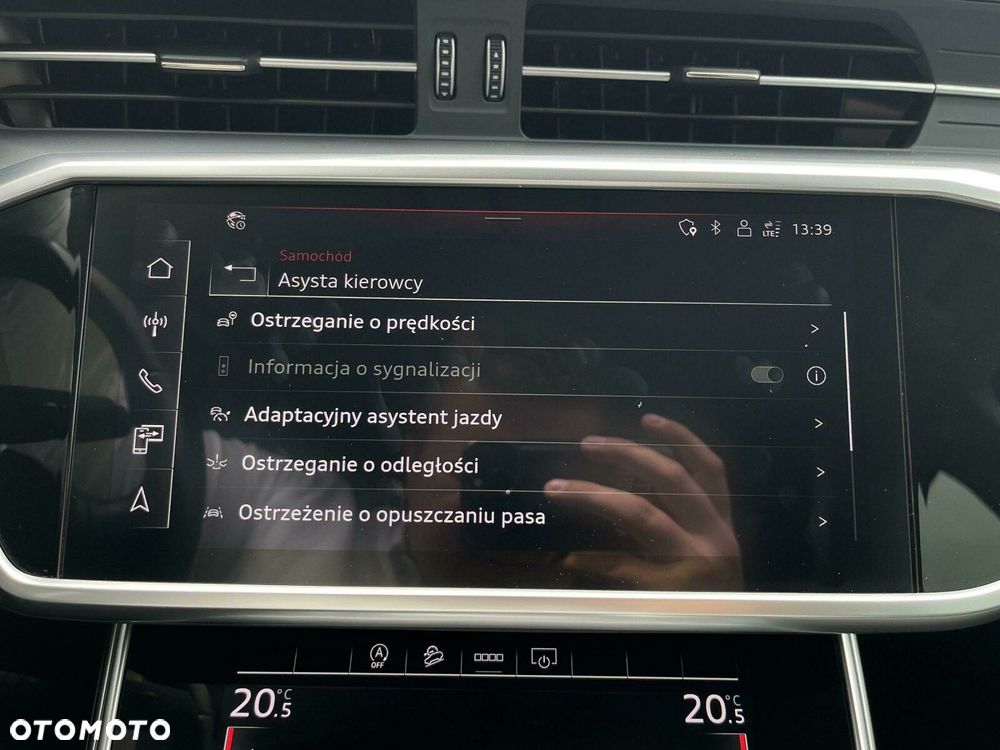 LTE 13:39
Samochód
Asysta kierowcy
Ostrzeganie o prędkości
Informacja o sygnalizacji
Adaptacyjny asystent jazdy
Ostrzeganie o odległości
Ostrzeżenie o opuszczaniu pasa
A
OFF
20.5 °C
20.5 °C
OTOMOTO